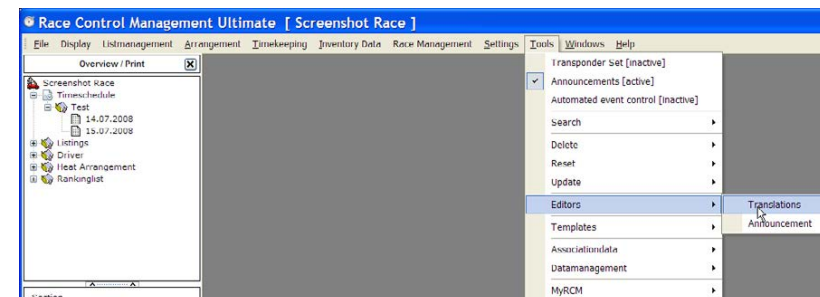 Race Control Management Ultimate [ Screenshot Race ]
File Display Listmanagement Arrangement Timekeeping Inventory Data Race Management Settings Tools Windows Help
Overview / Print
Screenshot Race
Timeschedule
Test
14.07.2008
15.07.2008
Listings
Driver
Heat Arrangement
Rankinglist
Transponder Set [inactive]
Announcements [active]
Automated event control [inactive]
Search
Delete
Reset
Update
Editors
Templates
Associationdata
Datamanagement
MyRCM
Translations
Announcement